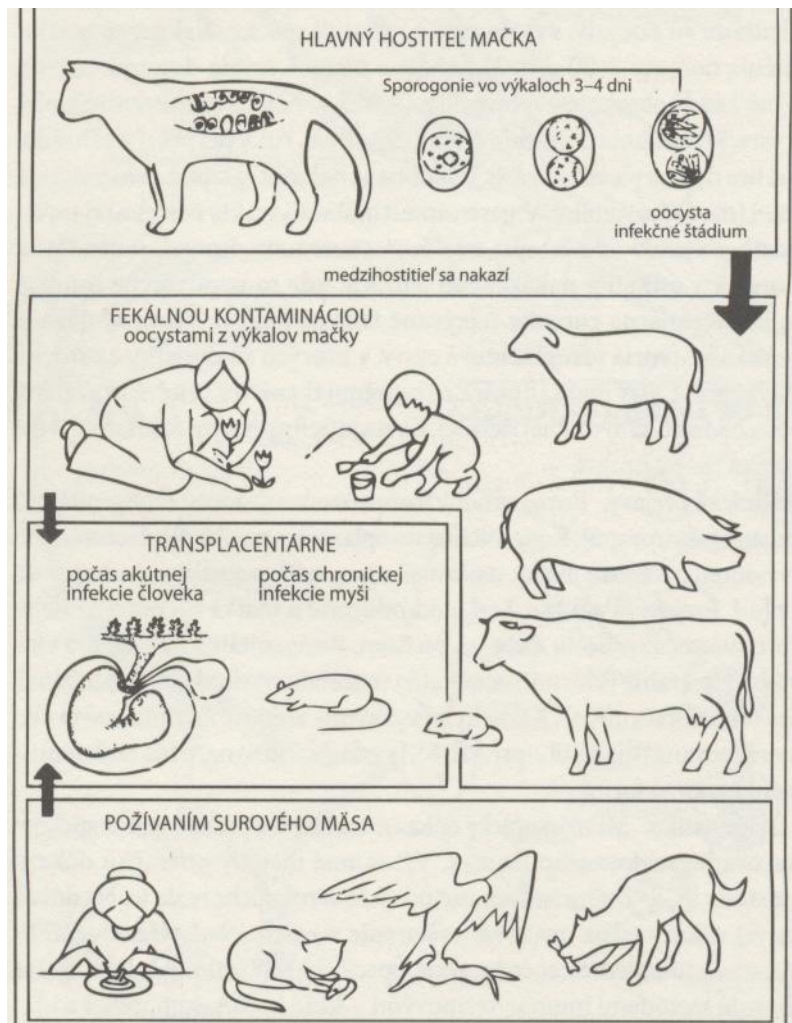 HLAVNÝ HOSTITEĽ MAČKA
Sporogonie vo výkaloch 3–4 dni
oocysta
infekčné štádium
medzihostitieľ sa nakazí
FEKÁLNOU KONTAMINÁCIOU
oocystami z výkalov mačky
TRANSPLACENTÁRNE
počas akútnej
infekcie človeka
počas chronickej
infekcie myši
POŽÍVANÍM SUROVÉHO MÄSA